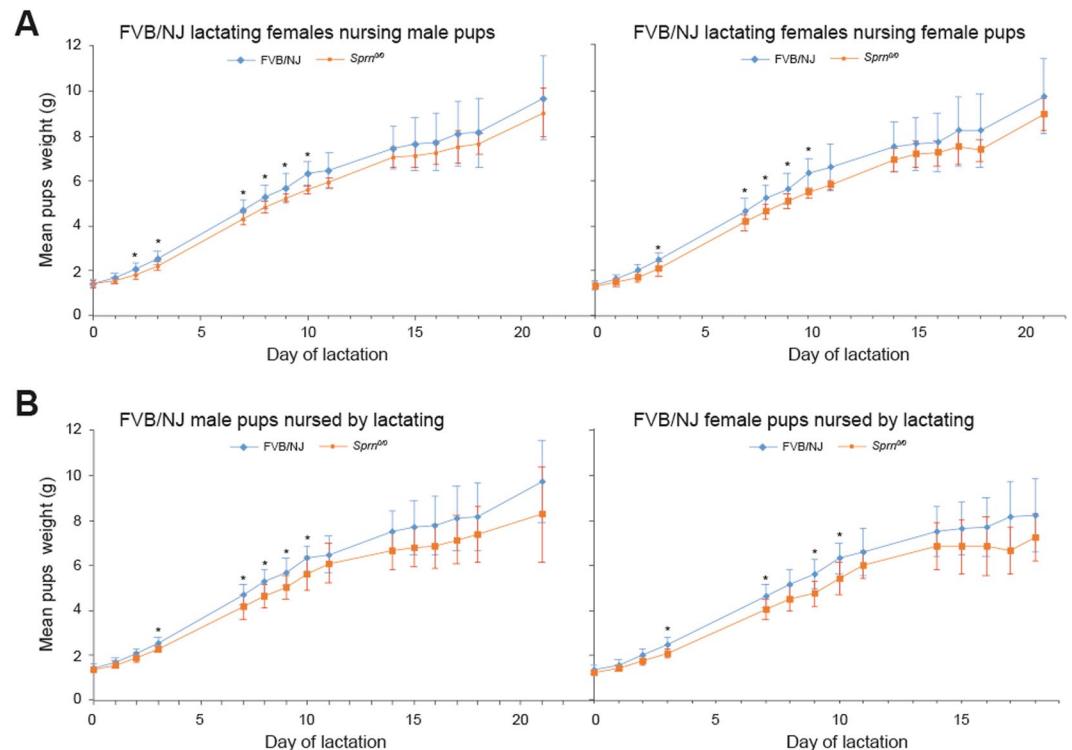 A
FVB/NJ lactating females nursing male pups
FVB/NJ Sprn⁰/⁰
Mean pups weight (g)
12
10
8
6
4
2
0
* * * * * *
0 5 10 15 20
Day of lactation
FVB/NJ lactating females nursing female pups
FVB/NJ Sprn⁰/⁰
* * * * *
0 5 10 15 20
Day of lactation
B
FVB/NJ male pups nursed by lactating
FVB/NJ Sprn⁰/⁰
Mean pups weight (g)
12
10
8
6
4
2
0
* * * * *
0 5 10 15 20
Day of lactation
FVB/NJ female pups nursed by lactating
FVB/NJ Sprn⁰/⁰
* * * *
0 5 10 15
Day of lactation